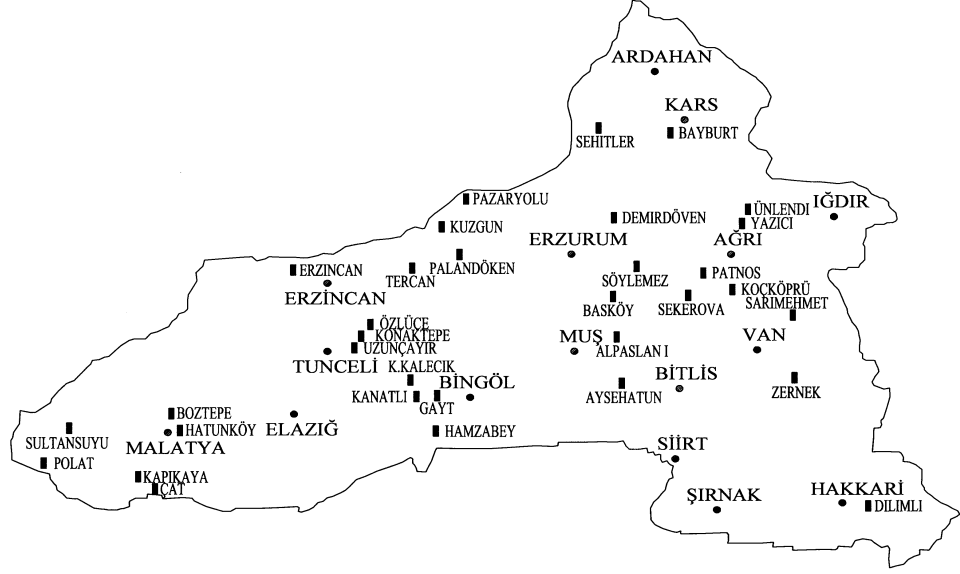 ARDAHAN
KARS
BAYBURT
SEHITLER
PAZARYOLU
KUZGUN
DEMIRDÖVEN
ÜNLENDI
YAZICI
IĞDIR
ERZURUM
AĞRI
PALANDÖKEN
TERCAN
ERZINCAN
ERZİNCAN
SÖYLEMEZ
PATNOS
KOÇKÖPRÜ
SARIMEHMET
BASKÖY
SEKEROVA
ÖZLÜCE
KONAKTEPE
UZUNÇAYIR
TUNCELİ
MUŞ
ALPASLAN I
VAN
K.KALECIK
BİNGÖL
KANATLI
GAYT
AYSEHATUN
BİTLİS
ZERNEK
BOZTEPE
HATUNKÖY
ELAZIĞ
HAMZABEY
SULTANSUYU
MALATYA
SİİRT
POLAT
KAPIKAYA
ÇAT
ŞIRNAK
HAKKARİ
DILIMLI